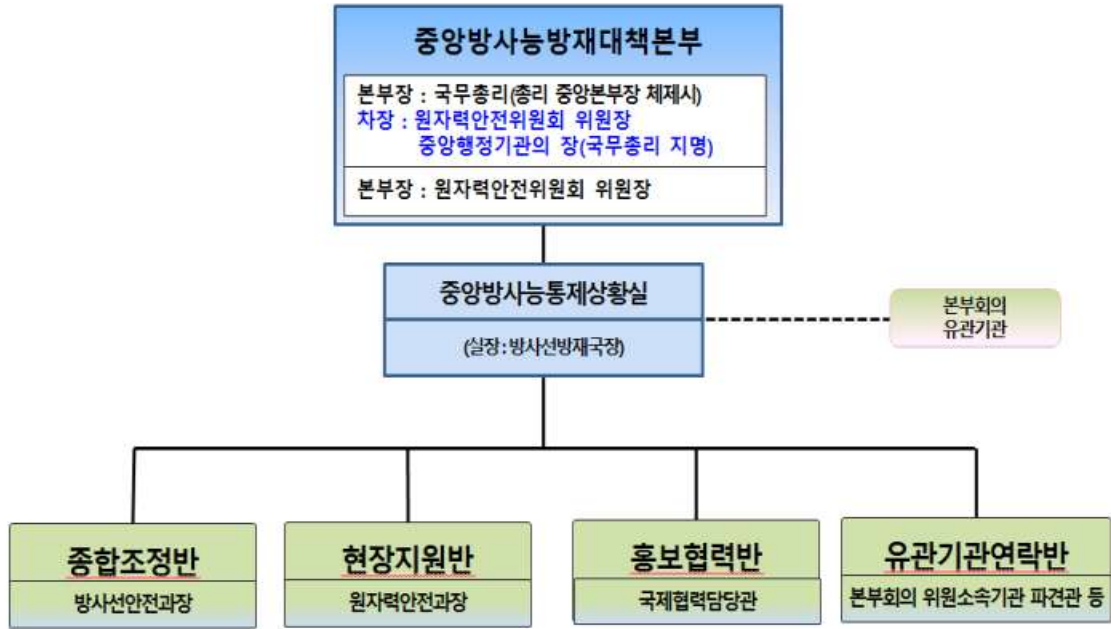 중앙방사능방재대책본부
본부장 : 국무총리(총리 중앙본부장 체제시)
차장 : 원자력안전위원회 위원장
중앙행정기관의 장(국무총리 지명)
본부장 : 원자력안전위원회 위원장
중앙방사능통제상황실
(실장:방사선방재국장)
본부회의
유관기관
종합조정반
방사선안전과장
현장지원반
원자력안전과장
홍보협력반
국제협력담당관
유관기관연락반
본부회의 위원소속기관 파견관 등